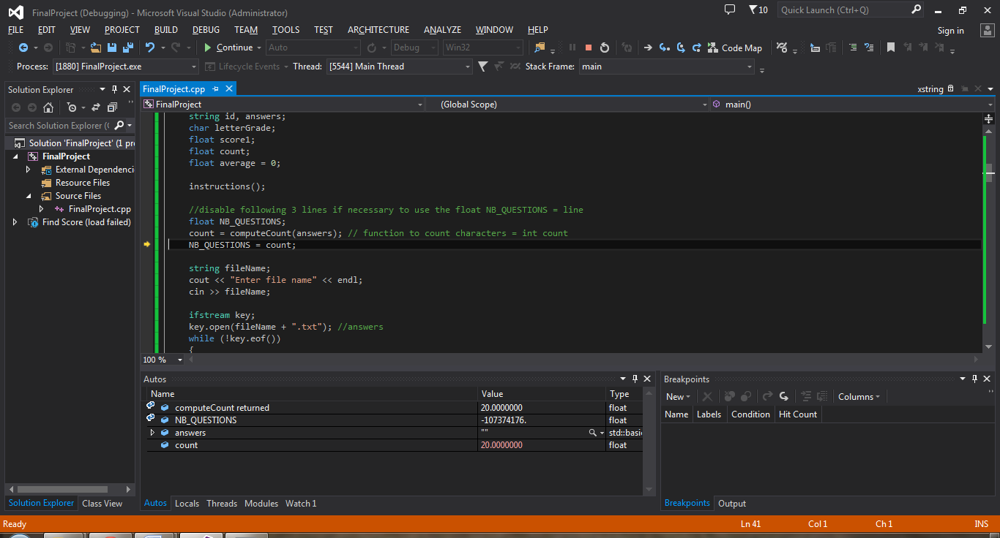 FinalProject (Debugging) - Microsoft Visual Studio (Administrator)
10
Quick Launch (Ctrl+Q)
FILE EDIT VIEW PROJECT BUILD DEBUG TEAM TOOLS TEST ARCHITECTURE ANALYZE WINDOW HELP
Sign in
Continue Auto Debug Win32 Code Map
Process: [1880] FinalProject.exe Lifecycle Events Thread: [5544] Main Thread Stack Frame: main
Solution Explorer
Search Solution Explorer (
Solution 'FinalProject' (1 pr
FinalProject
External Dependenci
Resource Files
Source Files
FinalProject.cpp
Find Score (load failed)
Solution Explorer Class View
FinalProject.cpp
xstring
FinalProject (Global Scope) main()
string id, answers;
char letterGrade;
float score1;
float count;
float average = 0;
instructions();
//disable following 3 lines if necessary to use the float NB_QUESTIONS = line
float NB_QUESTIONS;
count = computeCount(answers); // function to count characters = int count
NB_QUESTIONS = count;
string fileName;
cout << "Enter file name" << endl;
cin >> fileName;
ifstream key;
key.open(fileName + ".txt"); //answers
while (!key.eof())
{
100 %
Autos
Name Value Type
computeCount returned 20.0000000 float
NB_QUESTIONS -107374176. float
answers "" std::basi
count 20.0000000 float
Autos Locals Threads Modules Watch 1
Breakpoints
New Columns
Name Labels Condition Hit Count
Breakpoints Output
Ready Ln 41 Col 1 Ch 1 INS